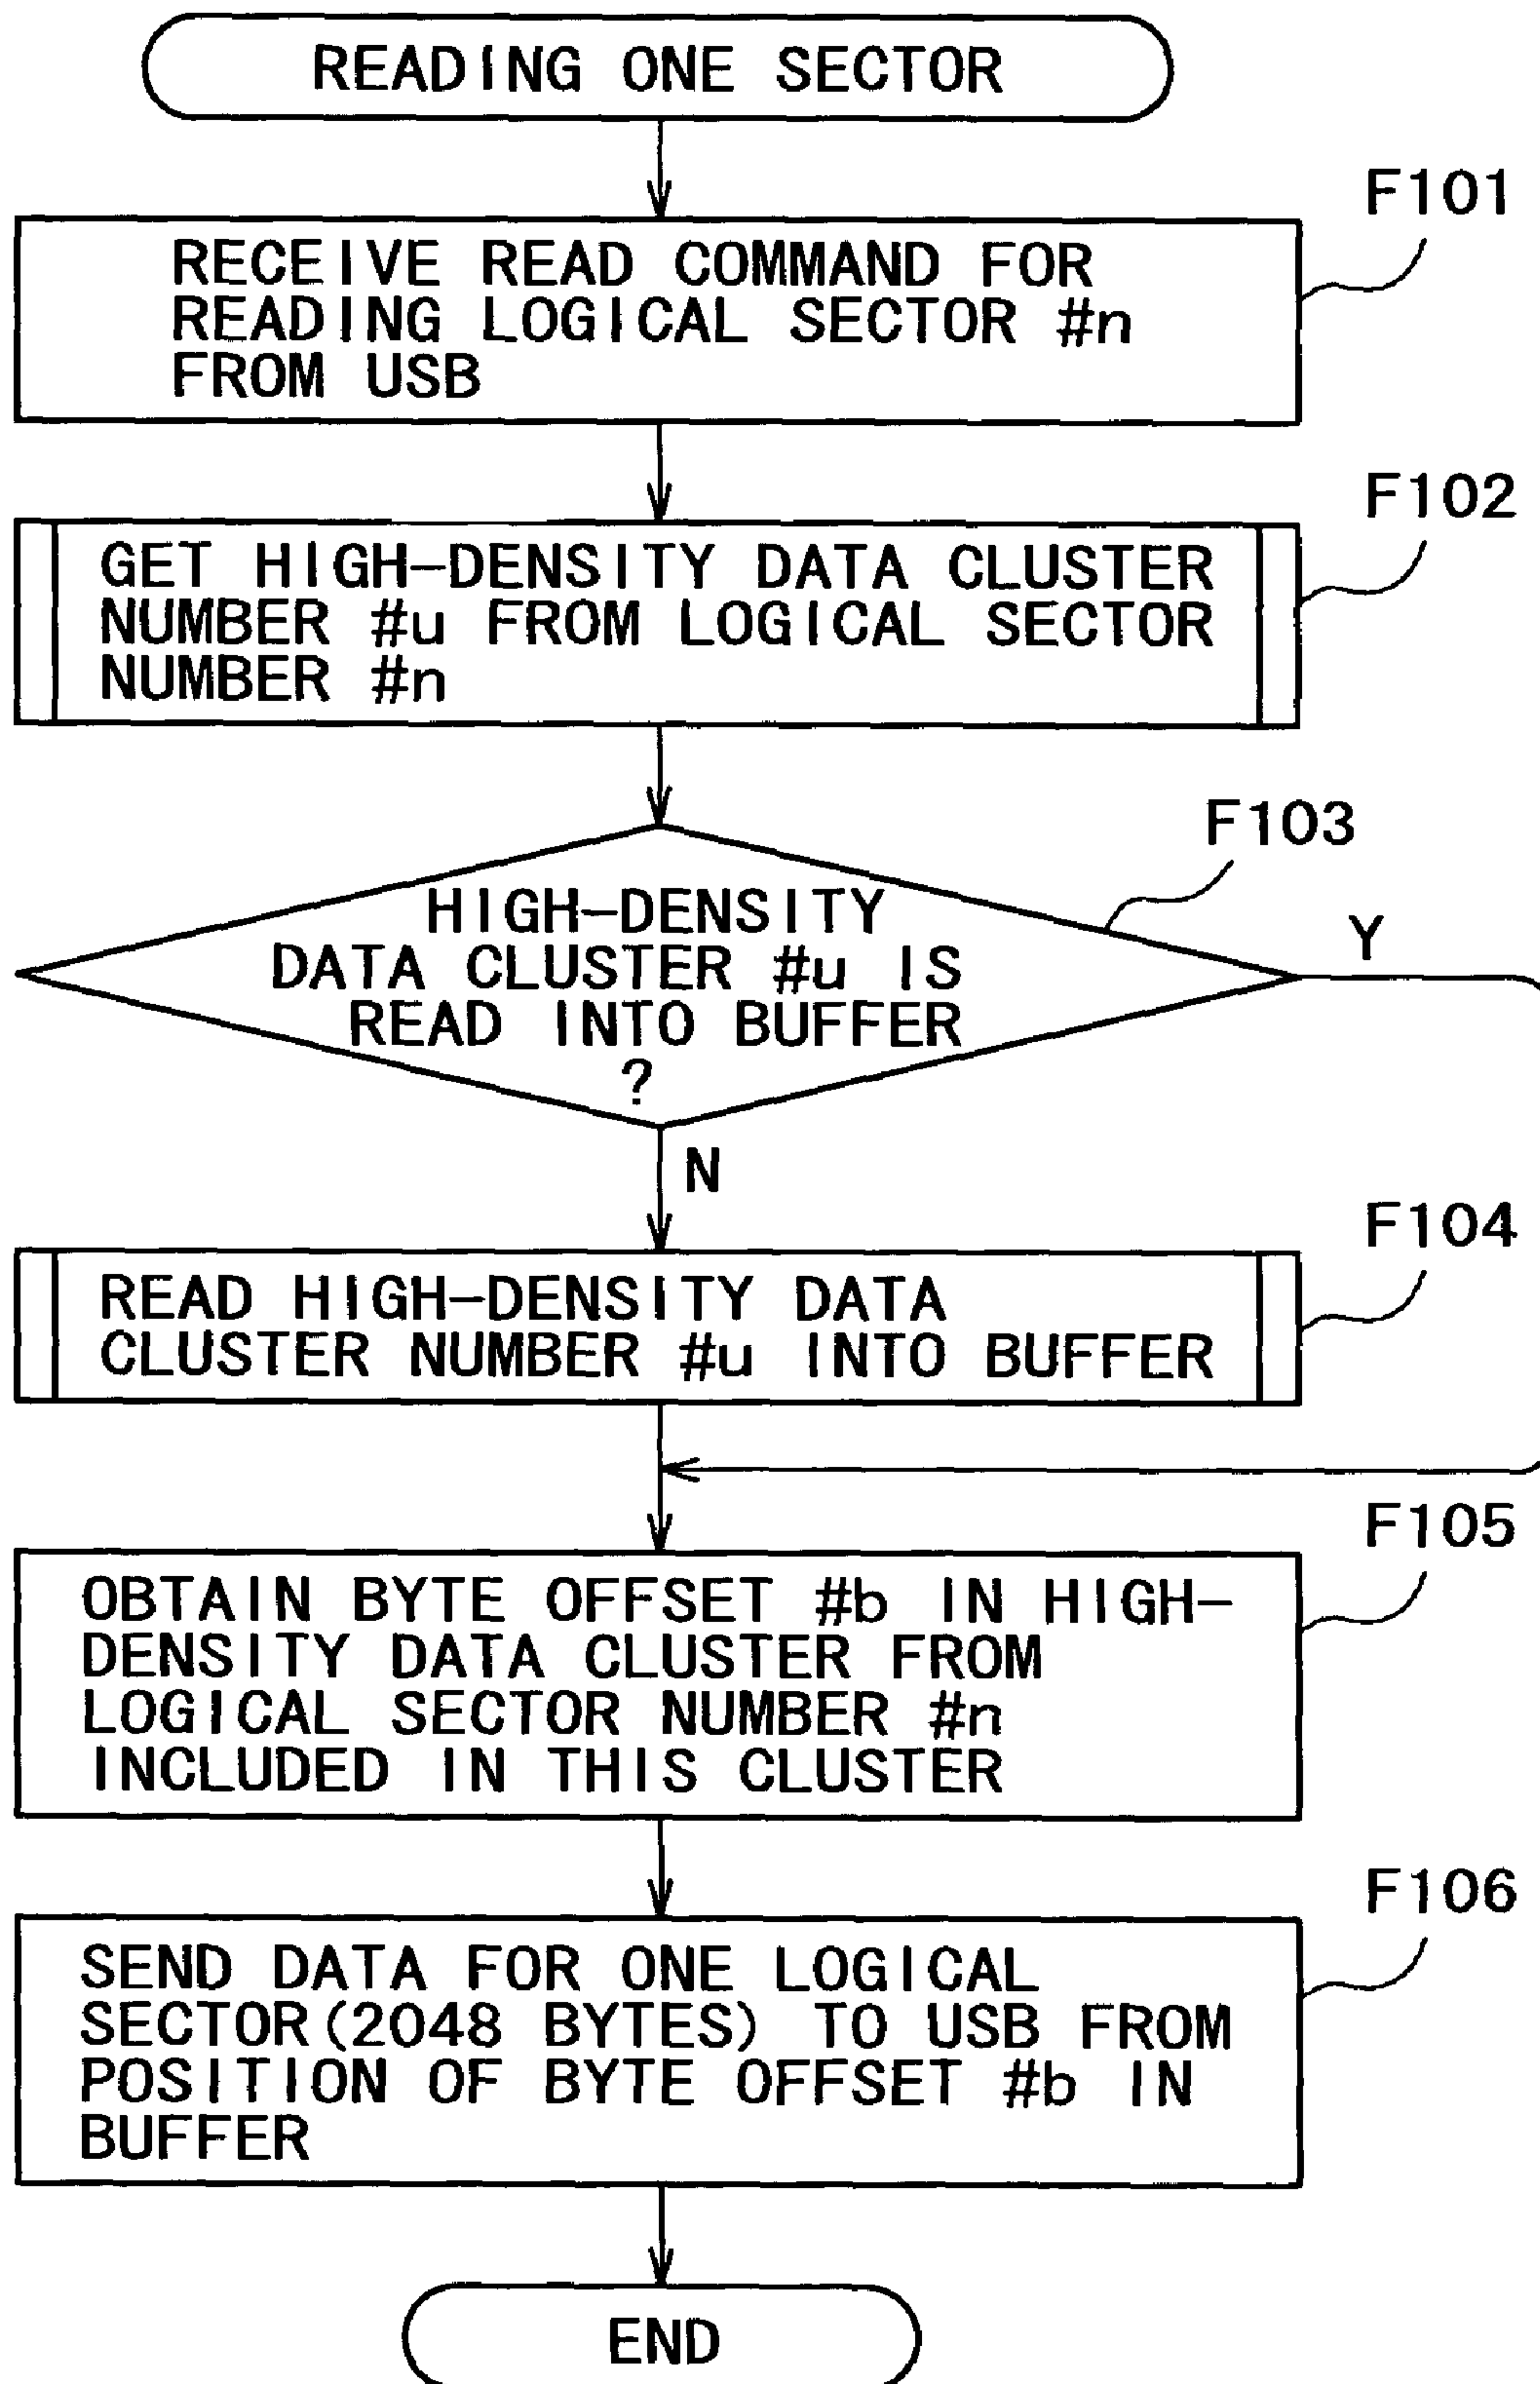 READING ONE SECTOR
F101
RECEIVE READ COMMAND FOR
READING LOGICAL SECTOR #n
FROM USB
F102
GET HIGH-DENSITY DATA CLUSTER
NUMBER #u FROM LOGICAL SECTOR
NUMBER #n
F103
HIGH-DENSITY
DATA CLUSTER #u IS
READ INTO BUFFER
?
Y
N
F104
READ HIGH-DENSITY DATA
CLUSTER NUMBER #u INTO BUFFER
F105
OBTAIN BYTE OFFSET #b IN HIGH-
DENSITY DATA CLUSTER FROM
LOGICAL SECTOR NUMBER #n
INCLUDED IN THIS CLUSTER
F106
SEND DATA FOR ONE LOGICAL
SECTOR(2048 BYTES) TO USB FROM
POSITION OF BYTE OFFSET #b IN
BUFFER
END